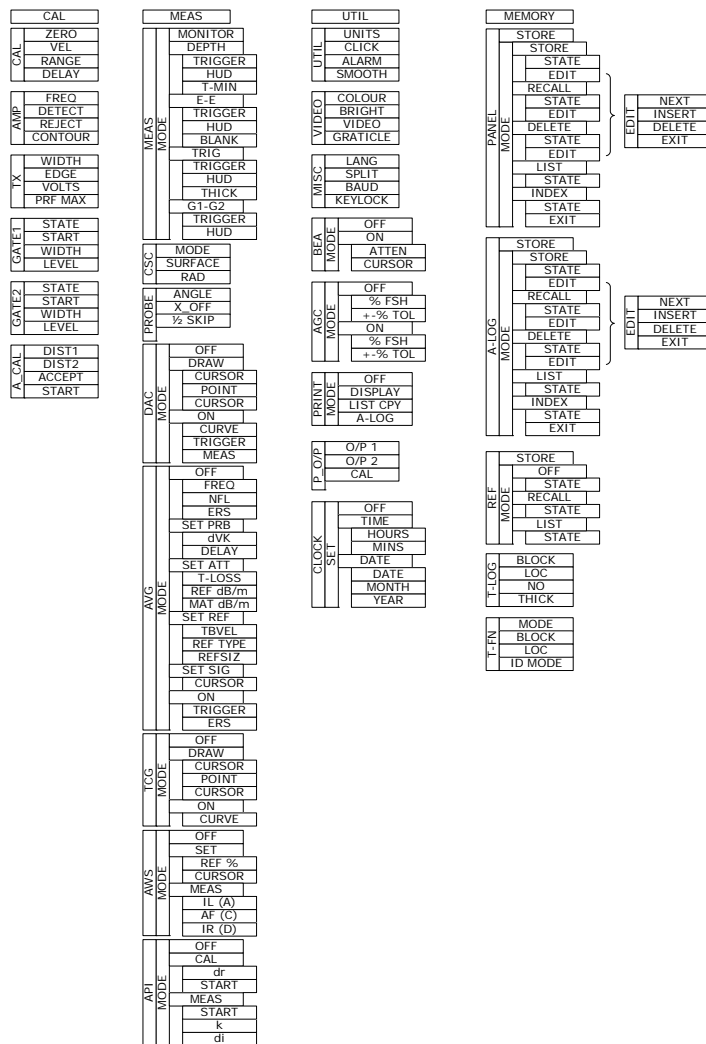 CAL
CAL
ZERO
VEL
RANGE
DELAY
AMP
FREQ
DETECT
REJECT
CONTOUR
TX
WIDTH
EDGE
VOLTS
PRF MAX
GATE1
STATE
START
WIDTH
LEVEL
GATE2
STATE
START
WIDTH
LEVEL
A_CAL
DIST1
DIST2
ACCEPT
START
MEAS
MEAS
MODE
MONITOR
DEPTH
TRIGGER
HUD
T-MIN
E-E
TRIGGER
HUD
BLANK
TRIG
TRIGGER
HUD
THICK
G1-G2
TRIGGER
HUD
CSC
MODE
SURFACE
RAD
PROBE
ANGLE
X_OFF
½ SKIP
DAC
MODE
OFF
DRAW
CURSOR
POINT
CURSOR
ON
CURVE
TRIGGER
MEAS
AVG
MODE
OFF
FREQ
NFL
ERS
SET PRB
dVK
DELAY
SET ATT
T-LOSS
REF dB/m
MAT dB/m
SET REF
TBVEL
REF TYPE
REFSIZ
SET SIG
CURSOR
ON
TRIGGER
ERS
TCG
MODE
OFF
DRAW
CURSOR
POINT
CURSOR
ON
CURVE
AWS
MODE
OFF
SET
REF %
CURSOR
MEAS
IL (A)
AF (C)
IR (D)
API
MODE
OFF
CAL
dr
START
MEAS
START
k
di
UTIL
UTIL
UNITS
CLICK
ALARM
SMOOTH
VIDEO
COLOUR
BRIGHT
VIDEO
GRATICLE
MISC
LANG
SPLIT
BAUD
KEYLOCK
BEA
MODE
OFF
ON
ATTEN
CURSOR
AGC
MODE
OFF
% FSH
+-% TOL
ON
% FSH
+-% TOL
PRINT
MODE
OFF
DISPLAY
LIST CPY
A-LOG
P_O/P
O/P 1
O/P 2
CAL
CLOCK
SET
OFF
TIME
HOURS
MINS
DATE
DATE
MONTH
YEAR
MEMORY
PANEL
MODE
STORE
STORE
STATE
EDIT
RECALL
STATE
EDIT
DELETE
STATE
EDIT
LIST
STATE
INDEX
STATE
EXIT
EDIT
NEXT
INSERT
DELETE
EXIT
A-LOG
MODE
STORE
STORE
STATE
EDIT
RECALL
STATE
EDIT
DELETE
STATE
EDIT
LIST
STATE
INDEX
STATE
EXIT
EDIT
NEXT
INSERT
DELETE
EXIT
REF
MODE
STORE
OFF
STATE
RECALL
STATE
LIST
STATE
T-LOG
BLOCK
LOC
NO
THICK
T-FN
MODE
BLOCK
LOC
ID MODE